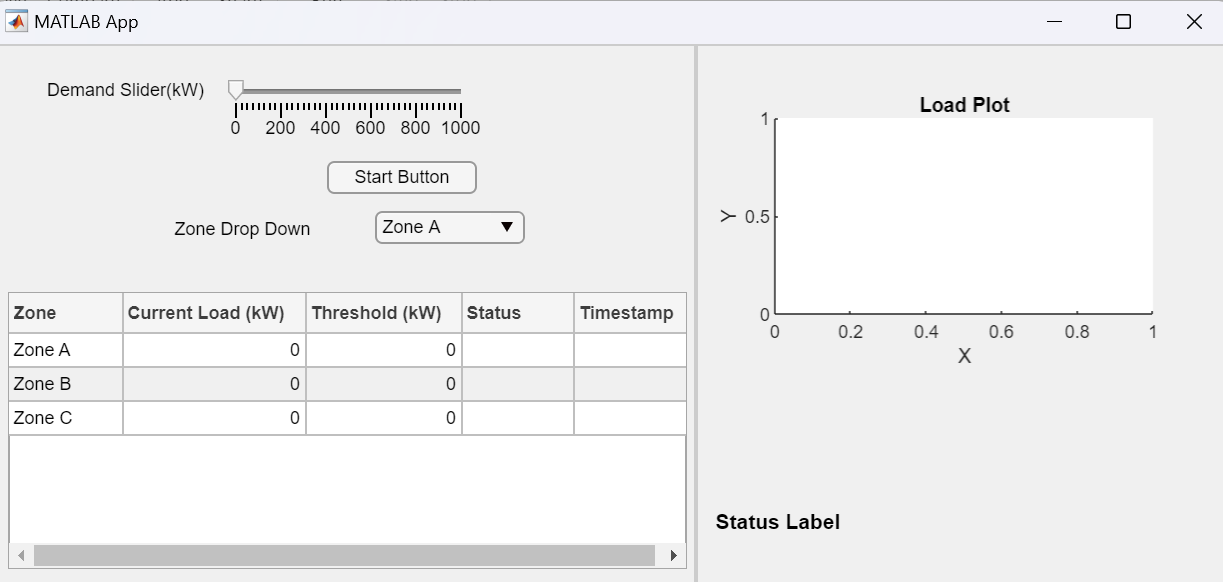 MATLAB App
Demand Slider(kW)
0 200 400 600 800 1000
Start Button
Zone Drop Down Zone A
Zone Current Load (kW) Threshold (kW) Status Timestamp
Zone A 0 0
Zone B 0 0
Zone C 0 0
Load Plot
1
0.5
0
Y
0 0.2 0.4 0.6 0.8 1
X
Status Label